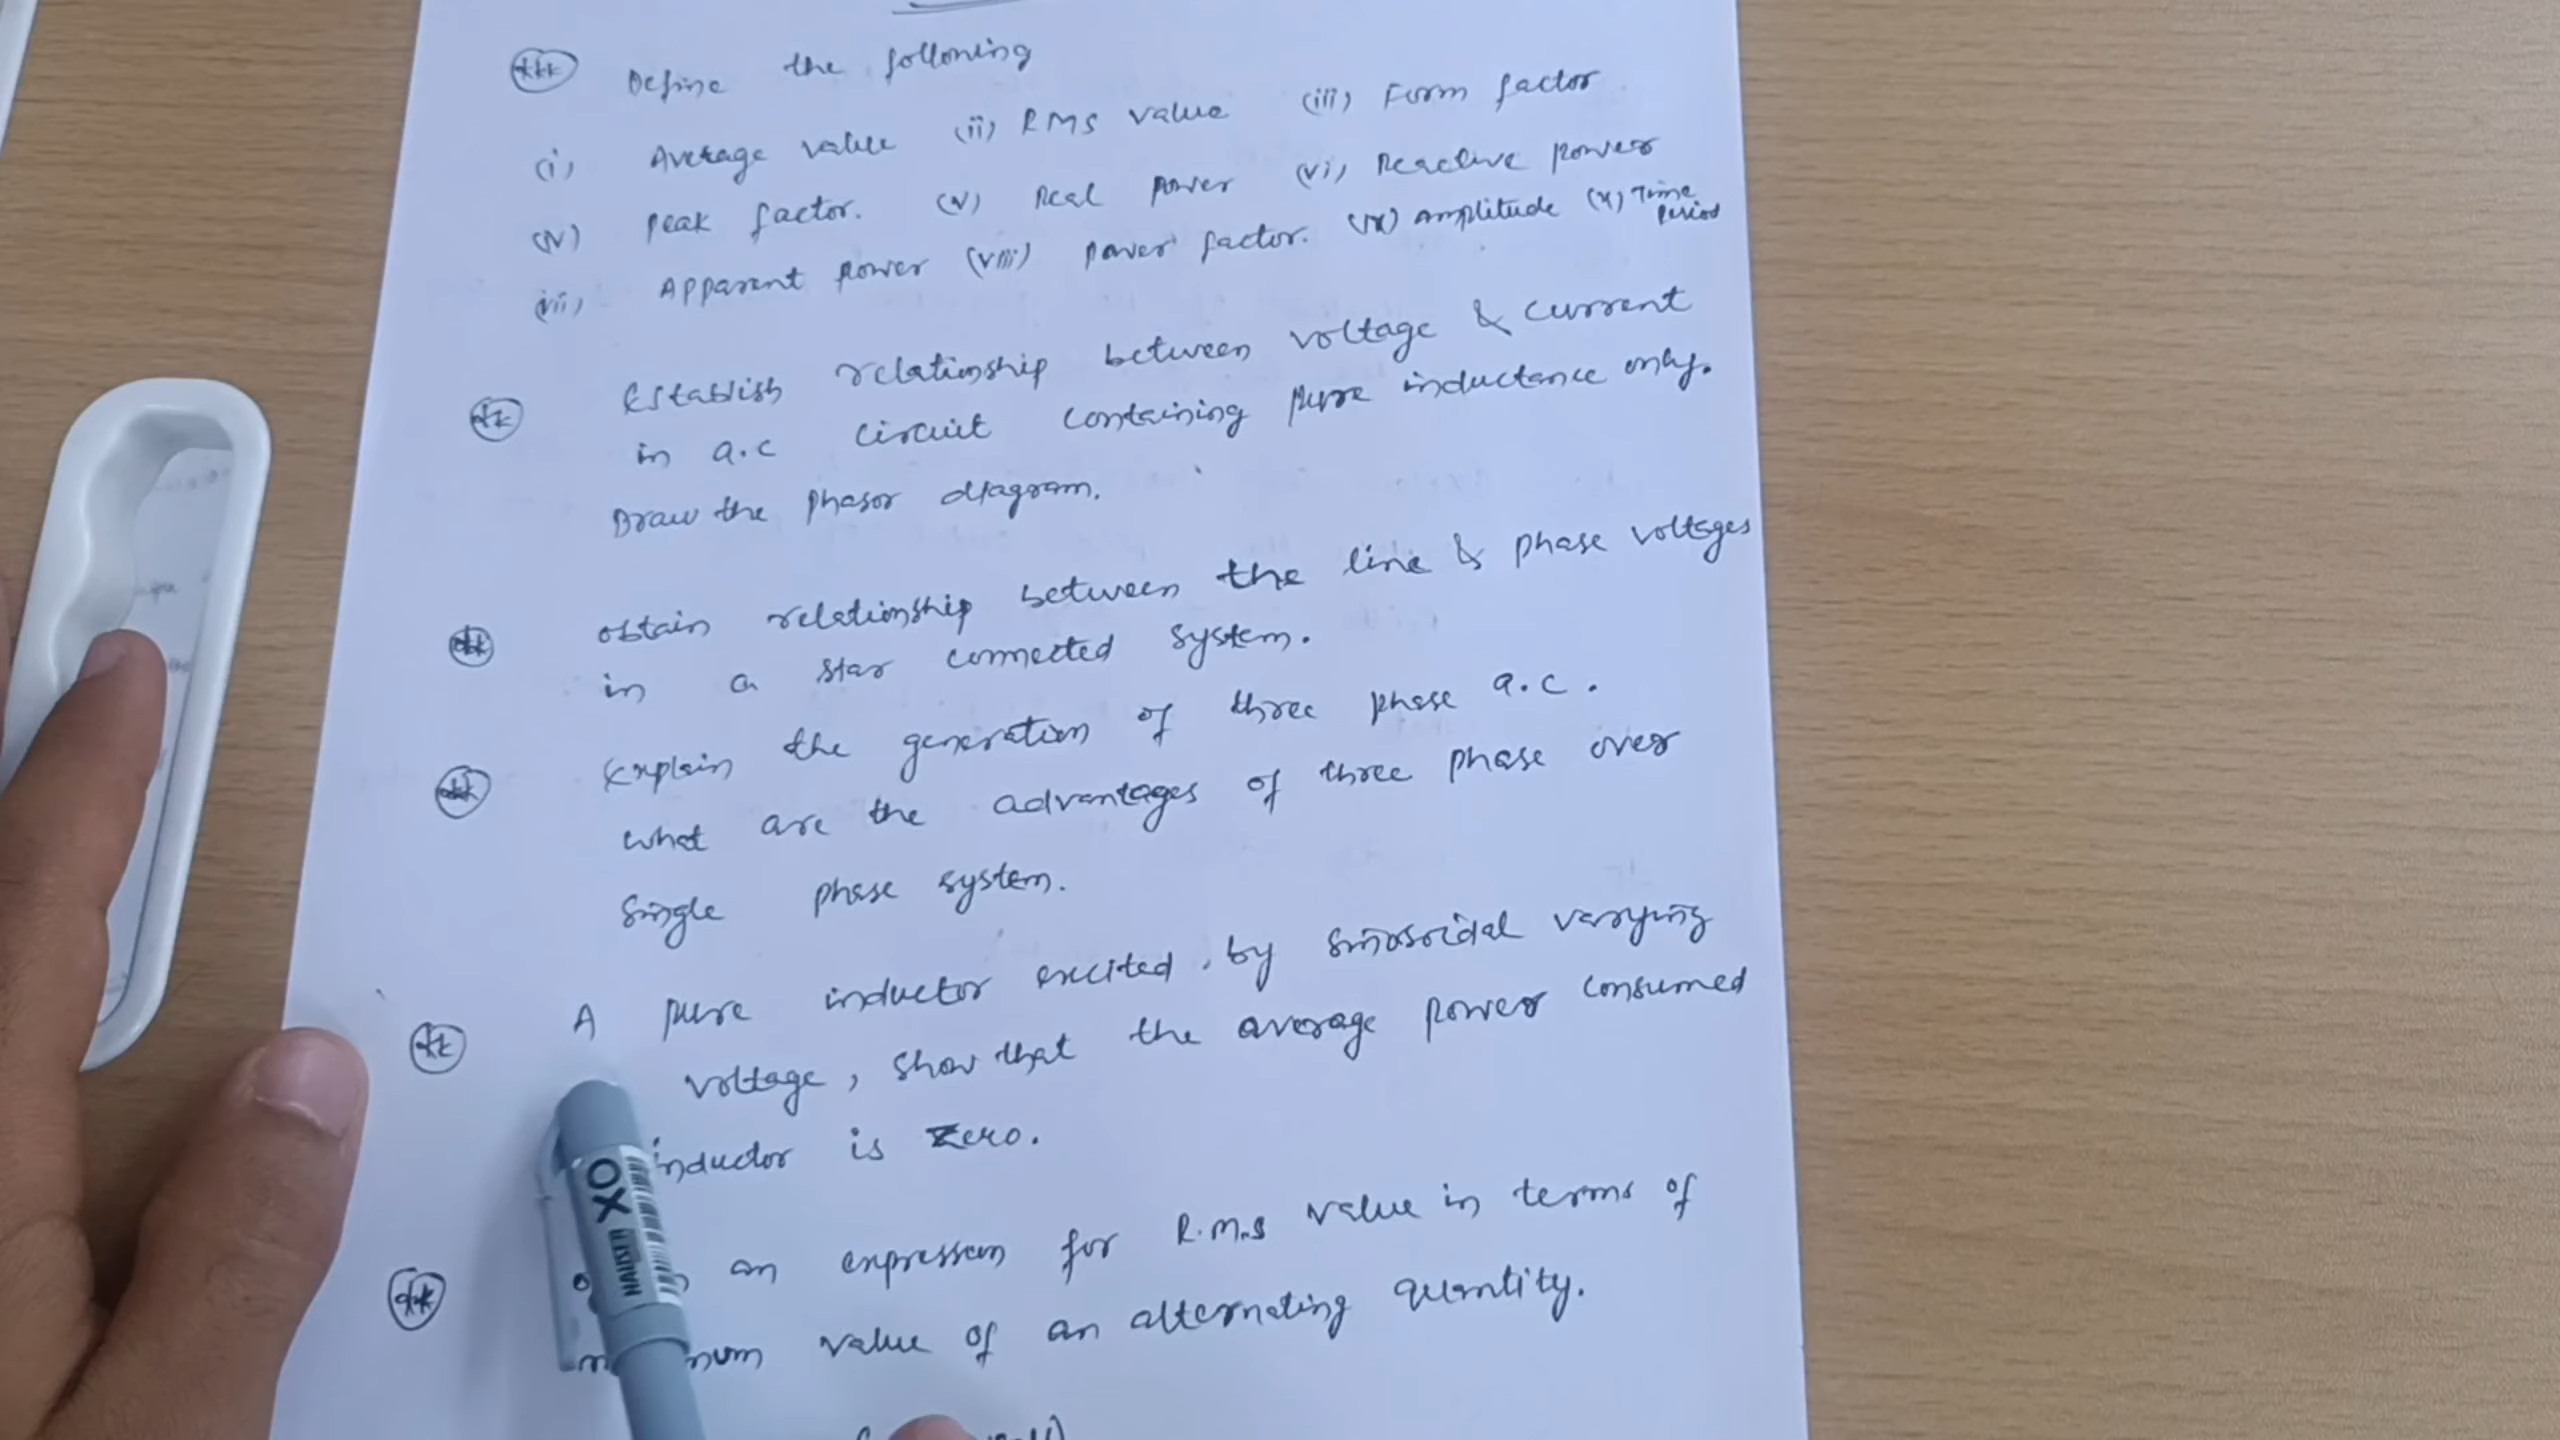 Define the following
(i) Average value (ii) RMS value (iii) Form factor
(iv) Peak factor. (v) Real power (vi) Reactive power
(vii) Apparent power (viii) power factor. (ix) Amplitude (x) Time period
Establish relationship between voltage & current
in a.c circuit containing pure inductance only.
Draw the phasor diagram.
obtain relationship between the line & phase voltages
in a star connected system.
Explain the generation of three phase a.c.
what are the advantages of three phase over
single phase system.
A pure inductor excited by sinosoidal varying
voltage, show that the average power consumed
inductor is zero.
an expression for R.M.S value in terms of
value of an alternating quantity.
OX